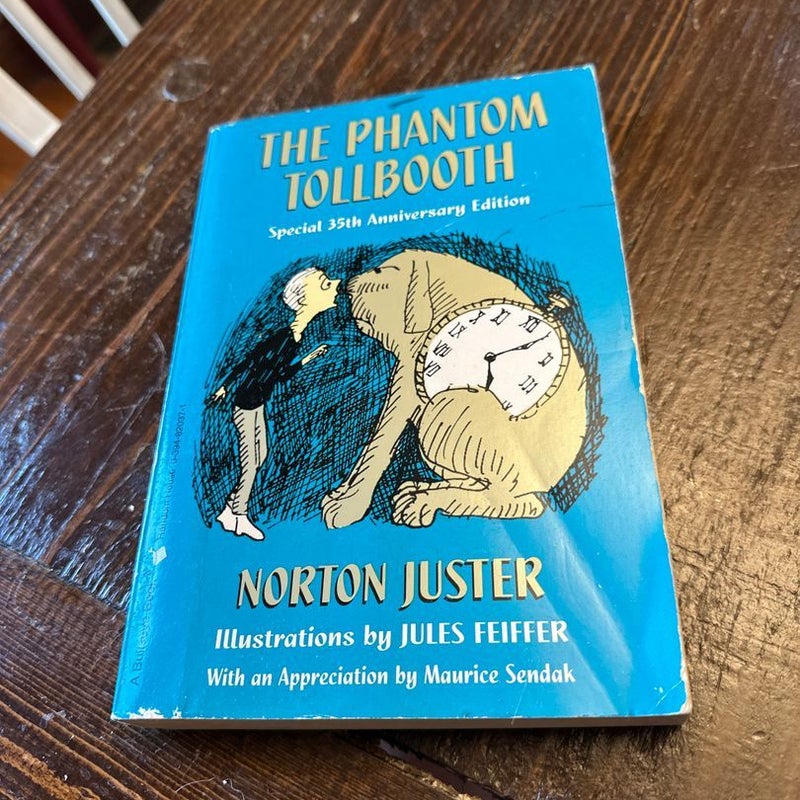 THE PHANTOM
TOLLBOOTH
Special 35th Anniversary Edition
NORTON JUSTER
Illustrations by JULES FEIFFER
With an Appreciation by Maurice Sendak